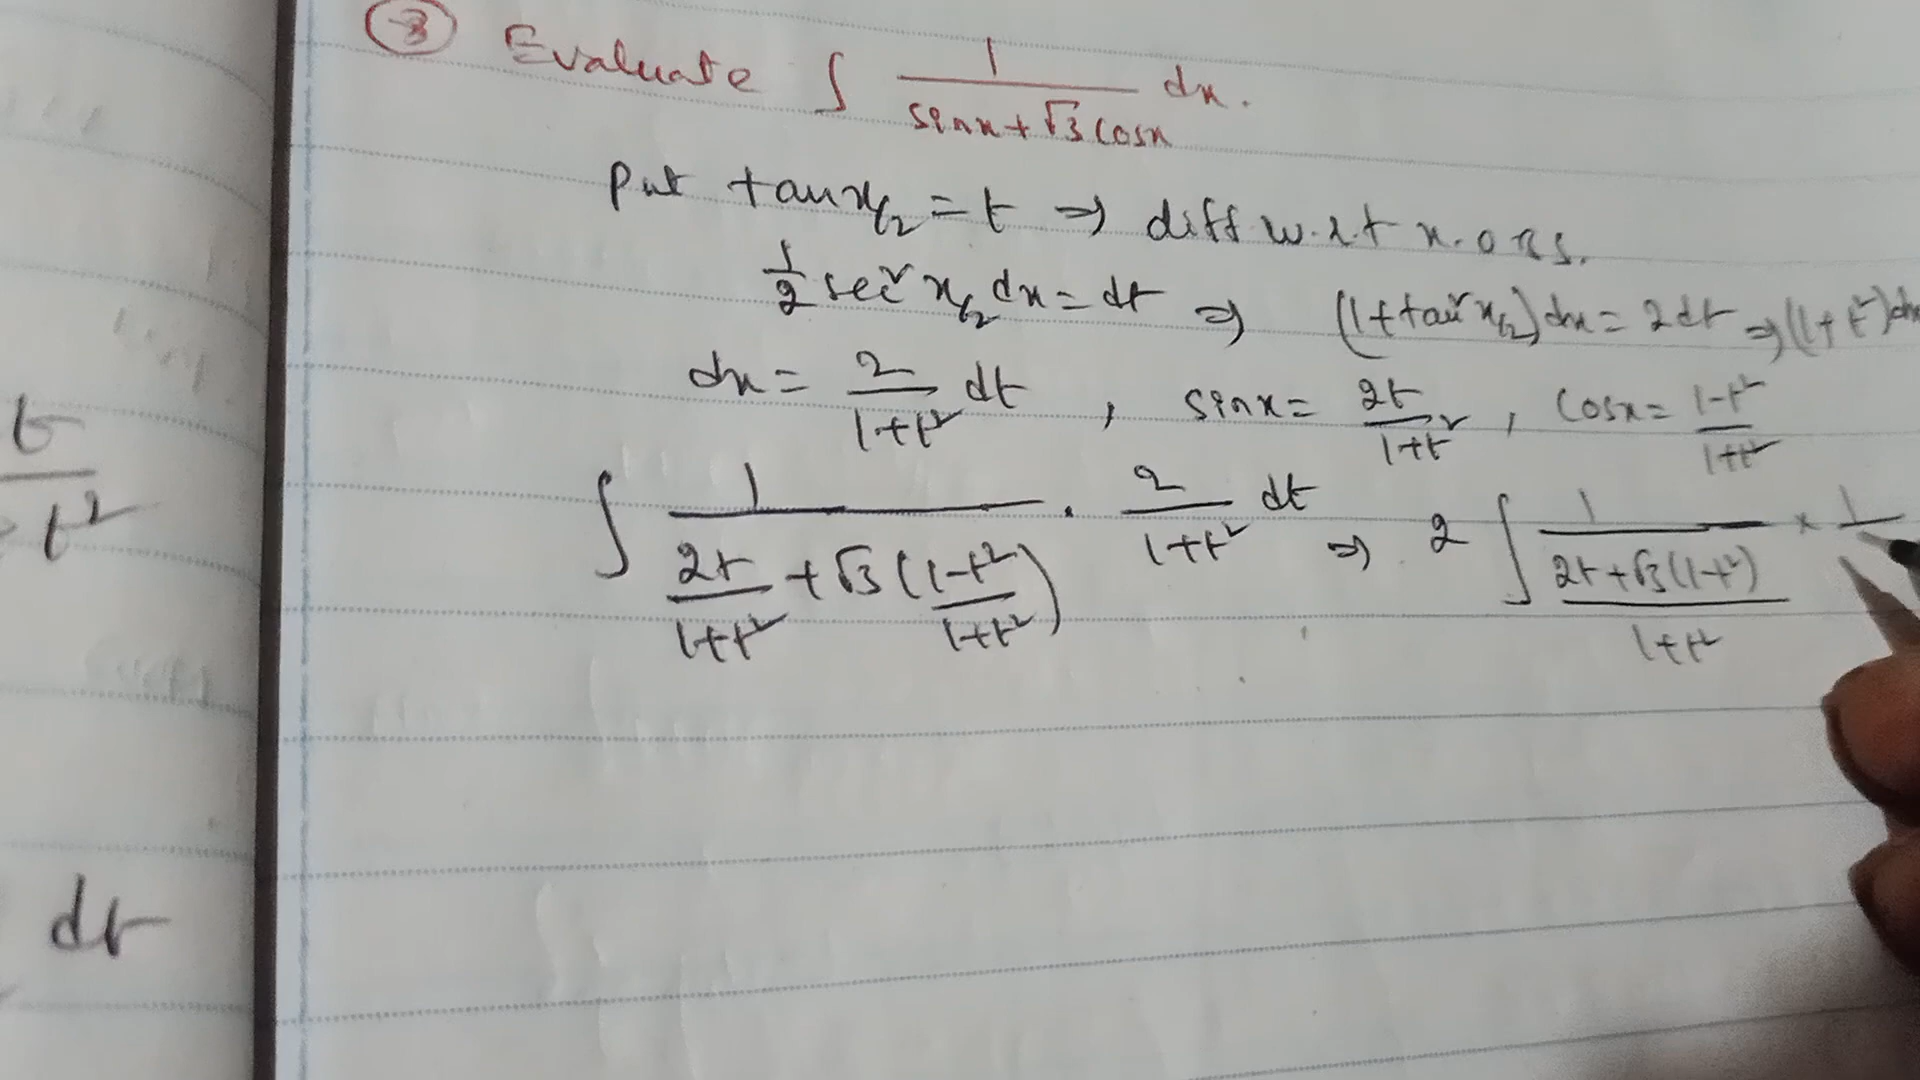 t
t²
dt
③ Evaluate ∫ 1/(sinx+√3cosx) dx.
Put tan x/2 = t ⇒ diff w.r.t x. o B S.
1/2 sec² x/2 dx = dt ⇒ (1+tan² x/2) dx = 2dt ⇒ (1+t²)dx
dx = 2/(1+t²) dt , sinx = 2t/(1+t²) , cosx = (1-t²)/(1+t²)
∫ 1/(2t/(1+t²) + √3((1-t²)/(1+t²))) . 2/(1+t²) dt ⇒ 2 ∫ 1/((2t+√3(1-t²))/(1+t²)) × 1/